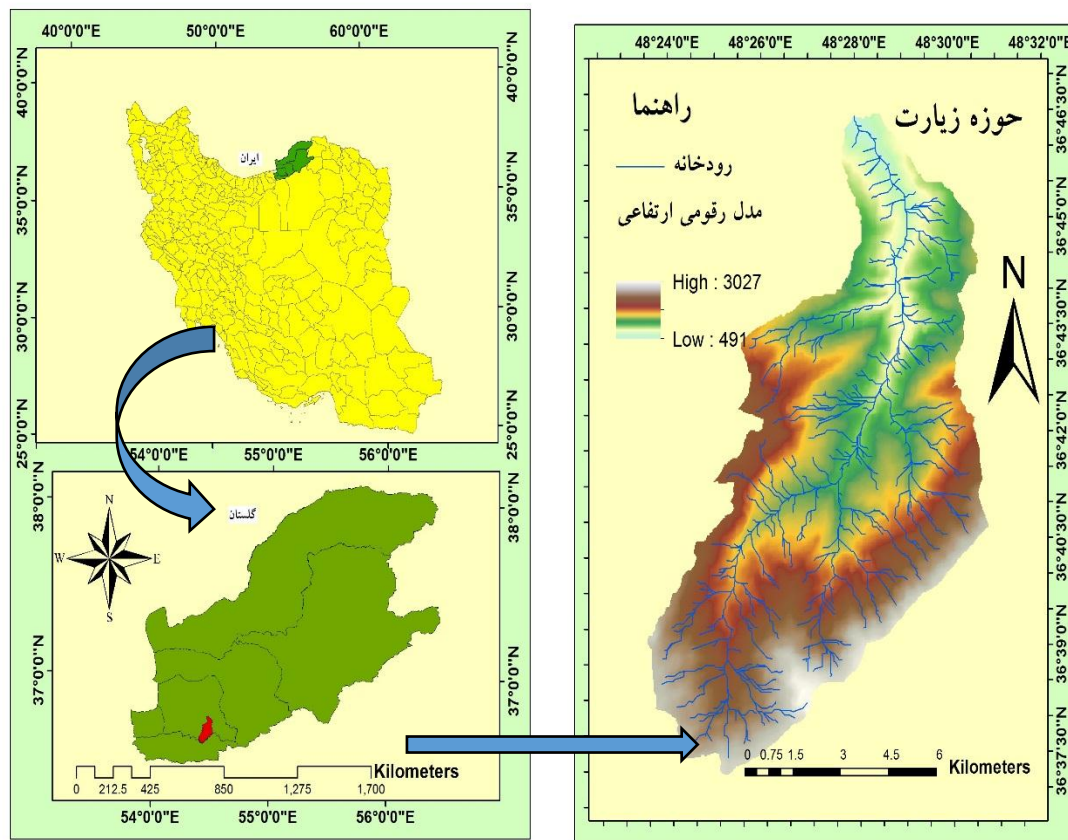 40°0'0"E 50°0'0"E 60°0'0"E
40°0'0"N
35°0'0"N
30°0'0"N
25°0'0"N
40°0'0"N
35°0'0"N
30°0'0"N
25°0'0"N
ایران
54°0'0"E 55°0'0"E 56°0'0"E
38°0'0"N
37°0'0"N
38°0'0"N
37°0'0"N
گلستان
N
W E
S
Kilometers
0 212.5 425 850 1,275 1,700
54°0'0"E 55°0'0"E 56°0'0"E
48°24'0"E 48°26'0"E 48°28'0"E 48°30'0"E 48°32'0"E
حوزه زیارت
راهنما
رودخانه
مدل رقومی ارتفاعی
High : 3027
Low : 491
N
36°46'30"N
36°45'0"N
36°43'30"N
36°42'0"N
36°40'30"N
36°39'0"N
36°37'30"N
0 0.75 1.5 3 4.5 6
Kilometers